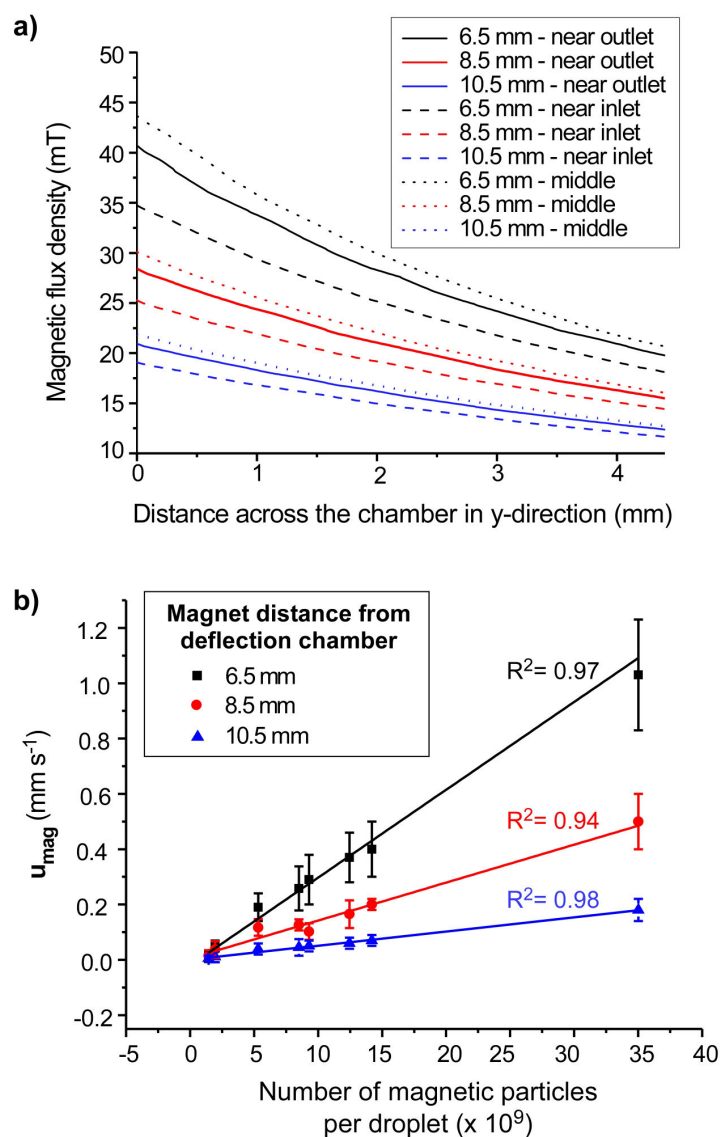 a)
6.5 mm - near outlet
8.5 mm - near outlet
10.5 mm - near outlet
6.5 mm - near inlet
8.5 mm - near inlet
10.5 mm - near inlet
6.5 mm - middle
8.5 mm - middle
10.5 mm - middle
50
45
40
35
30
25
20
15
10
Magnetic flux density (mT)
0 1 2 3 4
Distance across the chamber in y-direction (mm)
b)
Magnet distance from
deflection chamber
6.5 mm
8.5 mm
10.5 mm
R²= 0.97
R²= 0.94
R²= 0.98
1.2
1.0
0.8
0.6
0.4
0.2
0.0
-0.2
u_mag (mm s⁻¹)
-5 0 5 10 15 20 25 30 35 40
Number of magnetic particles
per droplet (x 10⁹)